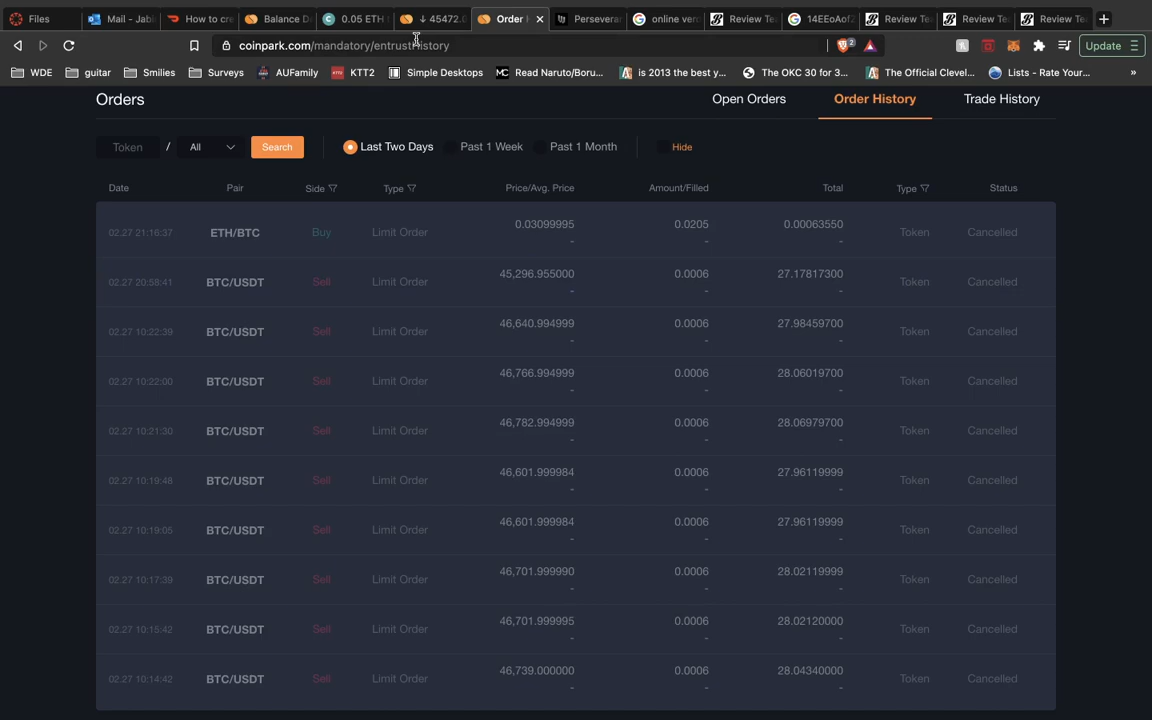 Files Mail - Jabb How to cre Balance D 0.05 ETH ↓ 45472.0 Order H Perseveran online veri Review Tes 14EEoAof2 Review Tes Review Tes Review Tes
coinpark.com/mandatory/entrusthistory 2 Update
WDE guitar Smilies Surveys AUFamily KTT2 Simple Desktops Read Naruto/Boru... is 2013 the best y... The OKC 30 for 3... The Official Clevel... Lists - Rate Your... »
Orders Open Orders Order History Trade History
Token / All Search Last Two Days Past 1 Week Past 1 Month Hide
Date Pair Side Type Price/Avg. Price Amount/Filled Total Type Status
02.27 21:16:37 ETH/BTC Buy Limit Order 0.03099995 0.0205 0.00063550 Token Cancelled
- - -
02.27 20:58:41 BTC/USDT Sell Limit Order 45,296.955000 0.0006 27.17817300 Token Cancelled
- - -
02.27 10:22:39 BTC/USDT Sell Limit Order 46,640.994999 0.0006 27.98459700 Token Cancelled
- - -
02.27 10:22:00 BTC/USDT Sell Limit Order 46,766.994999 0.0006 28.06019700 Token Cancelled
- - -
02.27 10:21:30 BTC/USDT Sell Limit Order 46,782.994999 0.0006 28.06979700 Token Cancelled
- - -
02.27 10:19:48 BTC/USDT Sell Limit Order 46,601.999984 0.0006 27.96119999 Token Cancelled
- - -
02.27 10:19:05 BTC/USDT Sell Limit Order 46,601.999984 0.0006 27.96119999 Token Cancelled
- - -
02.27 10:17:39 BTC/USDT Sell Limit Order 46,701.999990 0.0006 28.02119999 Token Cancelled
- - -
02.27 10:15:42 BTC/USDT Sell Limit Order 46,701.999995 0.0006 28.02120000 Token Cancelled
- - -
02.27 10:14:42 BTC/USDT Sell Limit Order 46,739.000000 0.0006 28.04340000 Token Cancelled
- - -